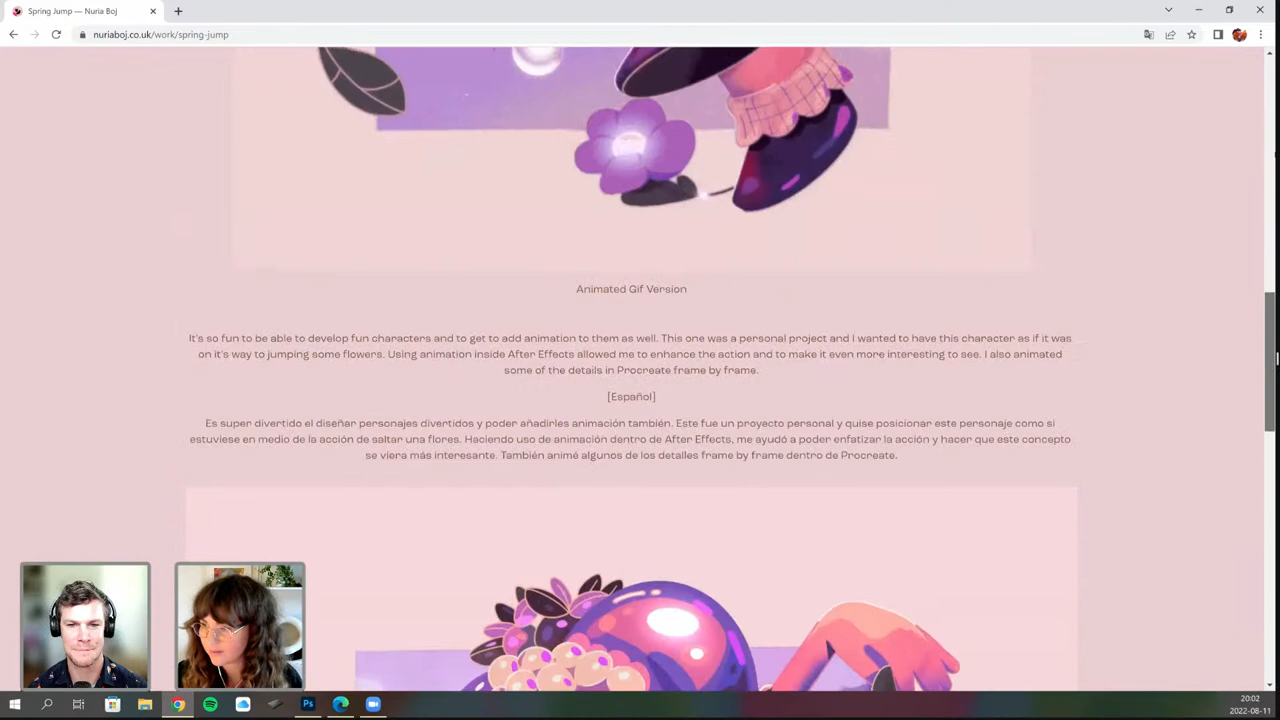 Spring Jump — Nuria Boj
nuriaboj.co.uk/work/spring-jump
Animated Gif Version
It's so fun to be able to develop fun characters and to get to add animation to them as well. This one was a personal project and I wanted to have this character as if it was
on it's way to jumping some flowers. Using animation inside After Effects allowed me to enhance the action and to make it even more interesting to see. I also animated
some of the details in Procreate frame by frame.
[Español]
Es super divertido el diseñar personajes divertidos y poder añadirles animación también. Este fue un proyecto personal y quise posicionar este personaje como si
estuviese en medio de la acción de saltar una flores. Haciendo uso de animación dentro de After Effects, me ayudó a poder enfatizar la acción y hacer que este concepto
se viera más interesante. También animé algunos de los detalles frame by frame dentro de Procreate.
Ps
20:02
2022-08-11